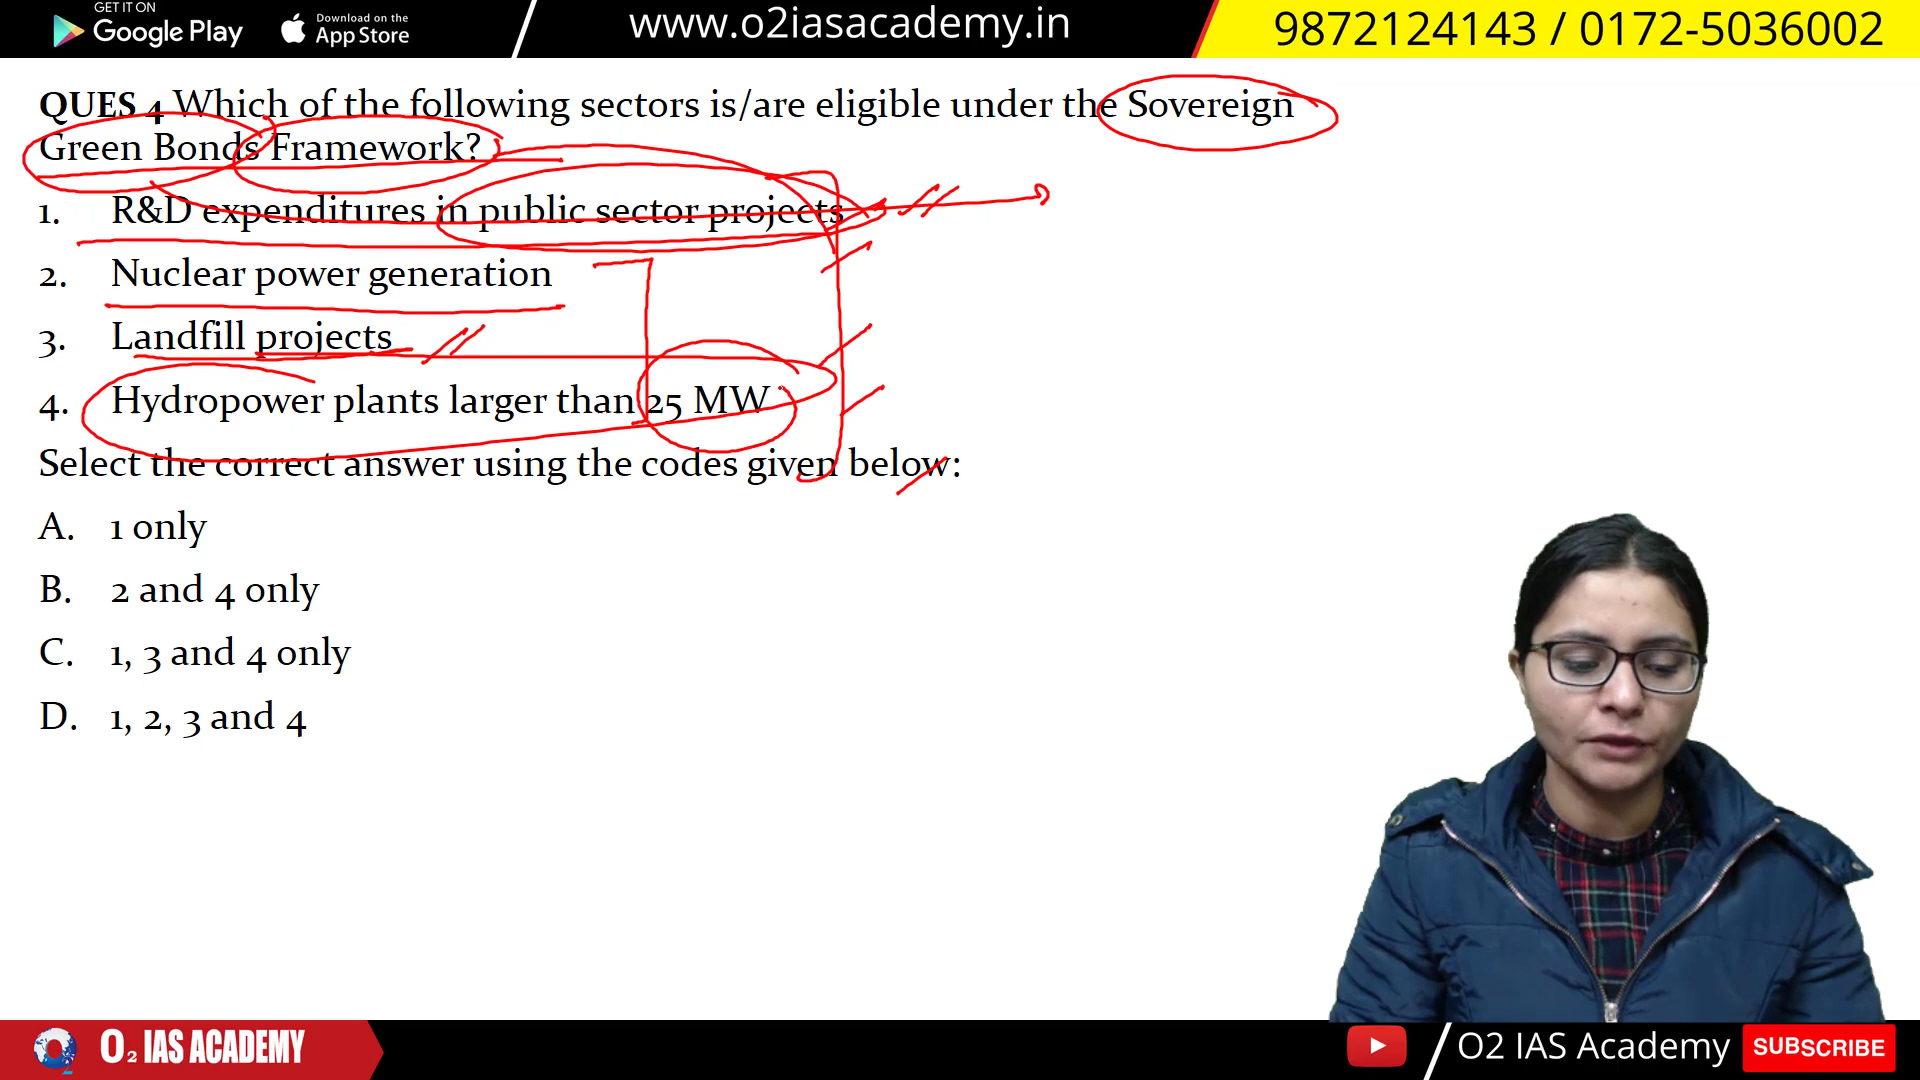 GET IT ON
Google Play
Download on the
App Store
www.o2iasacademy.in
9872124143 / 0172-5036002
QUES 4 Which of the following sectors is/are eligible under the Sovereign
Green Bonds Framework?
1. R&D expenditures in public sector projects
2. Nuclear power generation
3. Landfill projects
4. Hydropower plants larger than 25 MW
Select the correct answer using the codes given below:
A. 1 only
B. 2 and 4 only
C. 1, 3 and 4 only
D. 1, 2, 3 and 4
O2 IAS ACADEMY
O2 IAS Academy
SUBSCRIBE